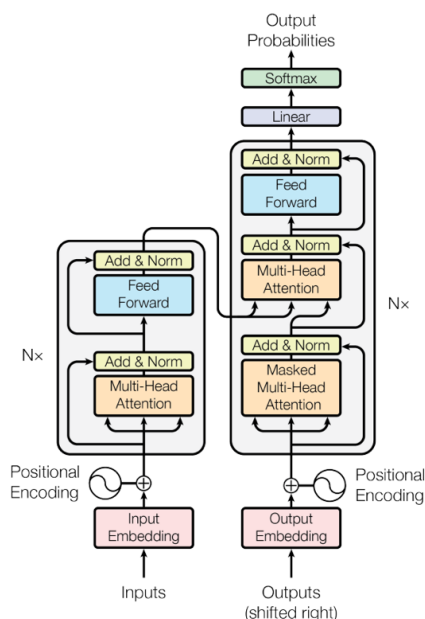 Output
Probabilities
Softmax
Linear
Add & Norm
Feed
Forward
Add & Norm
Multi-Head
Attention
Nx
Add & Norm
Masked
Multi-Head
Attention
Add & Norm
Feed
Forward
Nx
Add & Norm
Multi-Head
Attention
Positional
Encoding
Positional
Encoding
Input
Embedding
Output
Embedding
Inputs
Outputs
(shifted right)